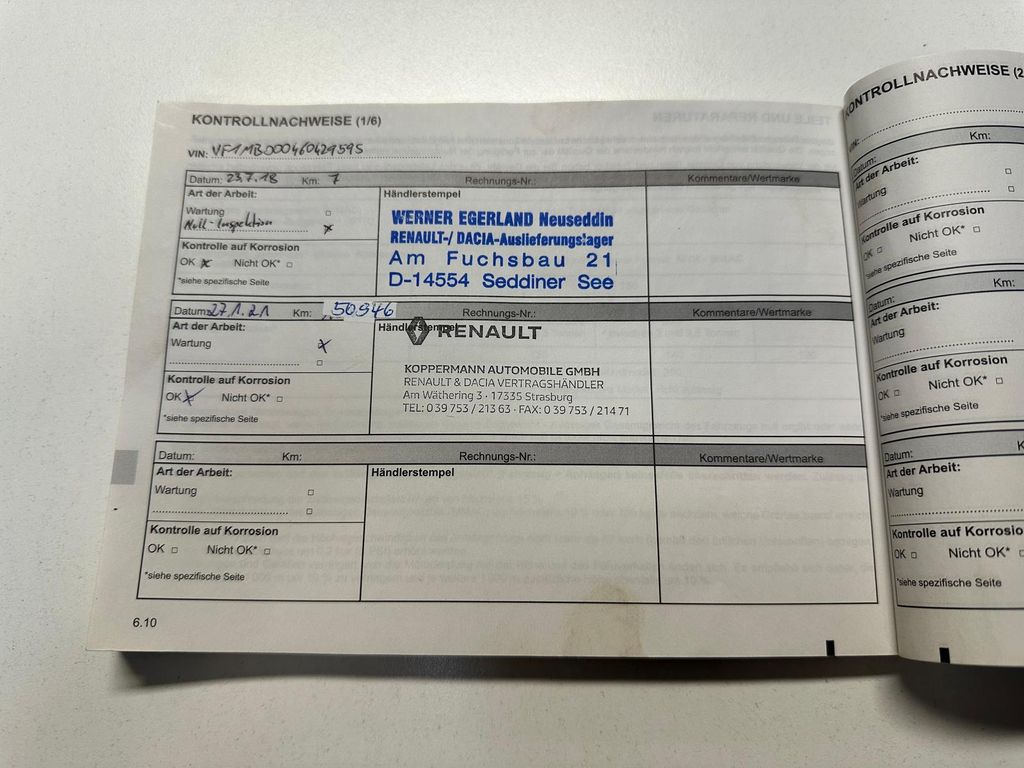 KONTROLLNACHWEISE (1/6)
VIN: VF1MB000460429595
Datum: 23.7.18 Km: 7 Rechnungs-Nr.: Kommentare/Wertmarke
Art der Arbeit:
Wartung □
Null-Inspektion x
Kontrolle auf Korrosion
OK x Nicht OK* □
*siehe spezifische Seite
Händlerstempel
WERNER EGERLAND Neuseddin
RENAULT-/ DACIA-Auslieferungslager
Am Fuchsbau 21
D-14554 Seddiner See
Datum: 27.1.21 Km: 50946 Rechnungs-Nr.: Kommentare/Wertmarke
Art der Arbeit:
Wartung x
□
Kontrolle auf Korrosion
OK x Nicht OK* □
*siehe spezifische Seite
Händlerstempel
RENAULT
KOPPERMANN AUTOMOBILE GMBH
RENAULT & DACIA VERTRAGSHÄNDLER
Am Wäthering 3 · 17335 Strasburg
TEL: 0 39 753 / 213 63 · FAX: 0 39 753 / 214 71
Datum: Km: Rechnungs-Nr.: Kommentare/Wertmarke
Art der Arbeit:
Wartung □
□
Kontrolle auf Korrosion
OK □ Nicht OK* □
*siehe spezifische Seite
Händlerstempel
6.10
KONTROLLNACHWEISE (2
VIN:
Datum: Km:
Art der Arbeit:
Wartung □
□
Kontrolle auf Korrosion
OK □ Nicht OK* □
*siehe spezifische Seite
Datum: Km:
Art der Arbeit:
Wartung
Kontrolle auf Korrosion
OK □ Nicht OK* □
*siehe spezifische Seite
Datum: K
Art der Arbeit:
Wartung
Kontrolle auf Korrosio
OK □ Nicht OK*
*siehe spezifische Seite